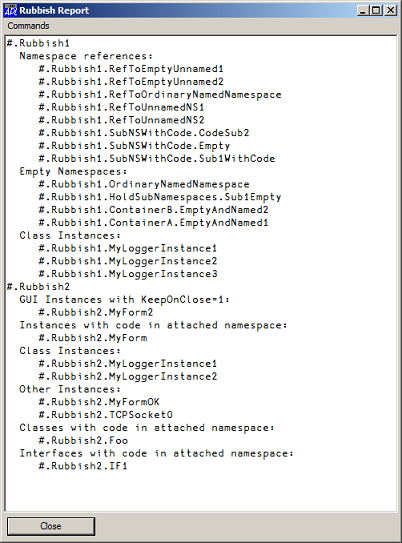 Rubbish Report
Commands
#.Rubbish1
Namespace references:
#.Rubbish1.RefToEmptyUnnamed1
#.Rubbish1.RefToEmptyUnnamed2
#.Rubbish1.RefToOrdinaryNamedNamespace
#.Rubbish1.RefToUnnamedNS1
#.Rubbish1.RefToUnnamedNS2
#.Rubbish1.SubNSWithCode.CodeSub2
#.Rubbish1.SubNSWithCode.Empty
#.Rubbish1.SubNSWithCode.Sub1WithCode
Empty Namespaces:
#.Rubbish1.OrdinaryNamedNamespace
#.Rubbish1.HoldSubNamespaces.Sub1Empty
#.Rubbish1.ContainerB.EmptyAndNamed2
#.Rubbish1.ContainerA.EmptyAndNamed1
Class Instances:
#.Rubbish1.MyLoggerInstance1
#.Rubbish1.MyLoggerInstance2
#.Rubbish1.MyLoggerInstance3
#.Rubbish2
GUI Instances with KeepOnClose=1:
#.Rubbish2.MyForm2
Instances with code in attached namespace:
#.Rubbish2.MyForm
Class Instances:
#.Rubbish2.MyLoggerInstance1
#.Rubbish2.MyLoggerInstance2
Other Instances:
#.Rubbish2.MyFormOK
#.Rubbish2.TCPSocket0
Classes with code in attached namespace:
#.Rubbish2.Foo
Interfaces with code in attached namespace:
#.Rubbish2.IF1
Close